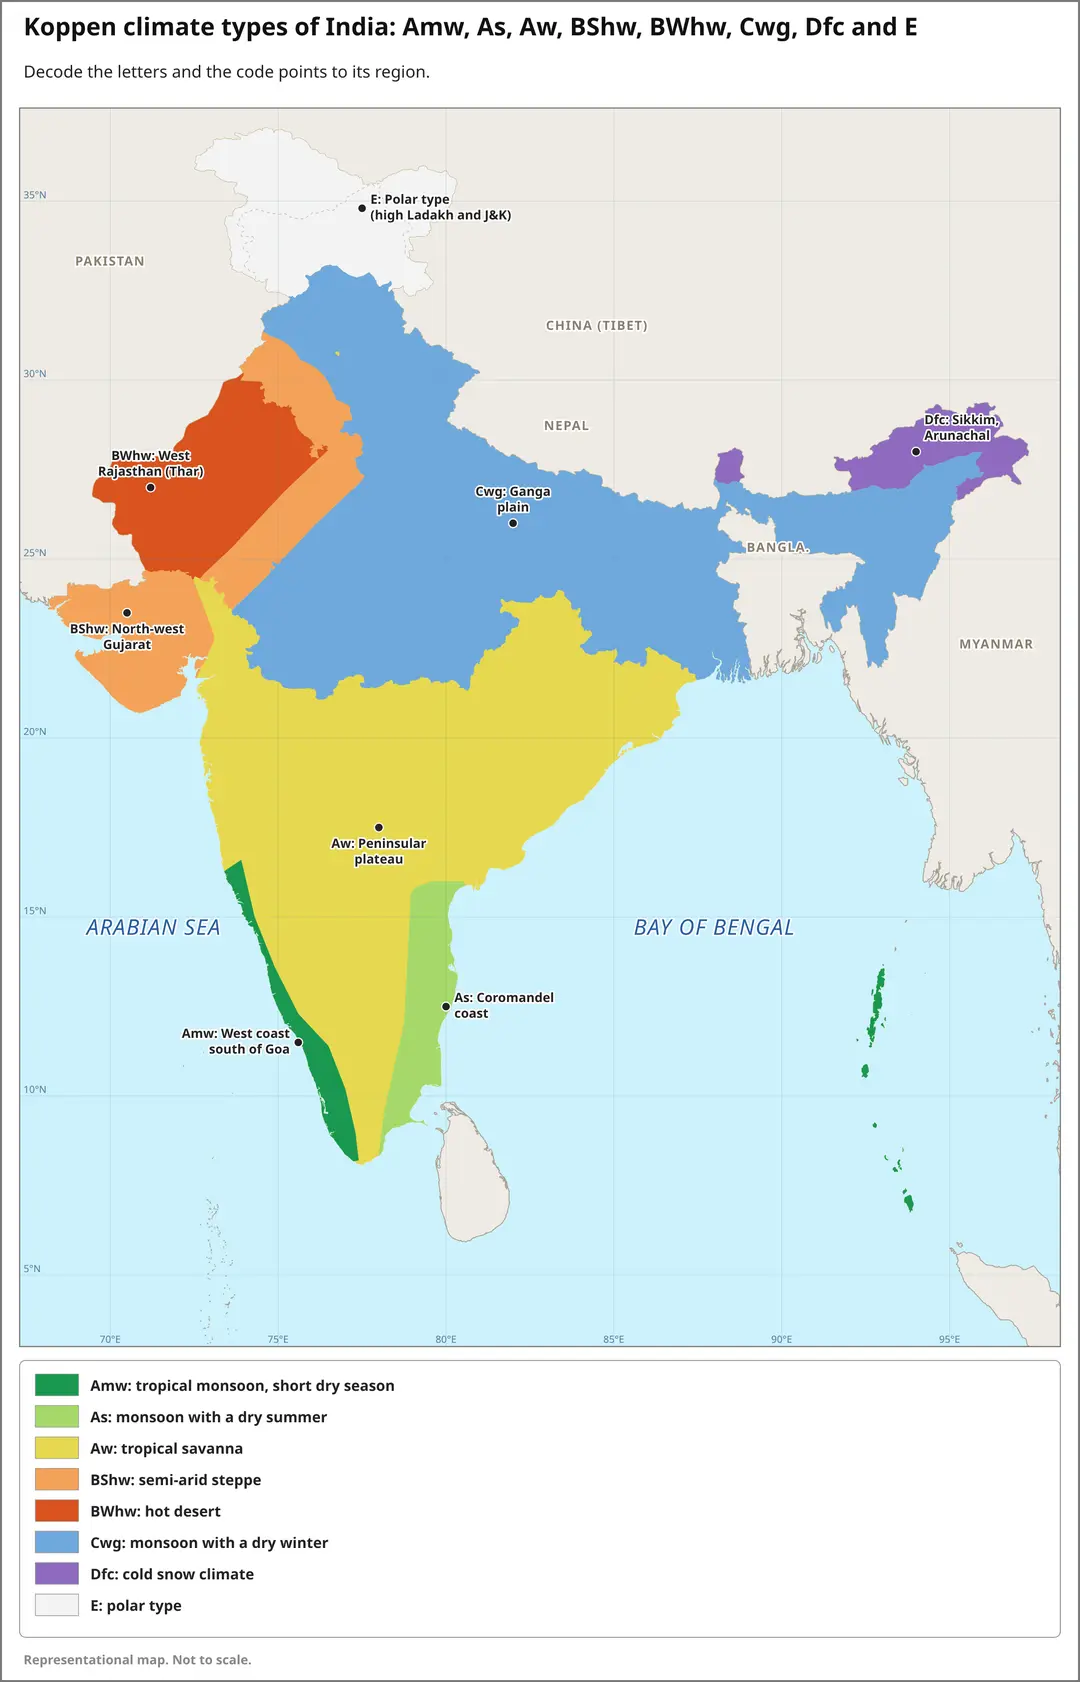 Koppen climate types of India: Amw, As, Aw, BShw, BWhw, Cwg, Dfc and E
Decode the letters and the code points to its region.
35°N
E: Polar type
(high Ladakh and J&K)
PAKISTAN
CHINA (TIBET)
30°N
NEPAL
Dfc: Sikkim,
Arunachal
BWhw: West
Rajasthan (Thar)
Cwg: Ganga
plain
25°N
BANGLA.
BShw: North-west
Gujarat
MYANMAR
20°N
Aw: Peninsular
plateau
15°N
ARABIAN SEA
BAY OF BENGAL
As: Coromandel
coast
Amw: West coast
south of Goa
10°N
5°N
70°E
75°E
80°E
85°E
90°E
95°E
Amw: tropical monsoon, short dry season
As: monsoon with a dry summer
Aw: tropical savanna
BShw: semi-arid steppe
BWhw: hot desert
Cwg: monsoon with a dry winter
Dfc: cold snow climate
E: polar type
Representational map. Not to scale.